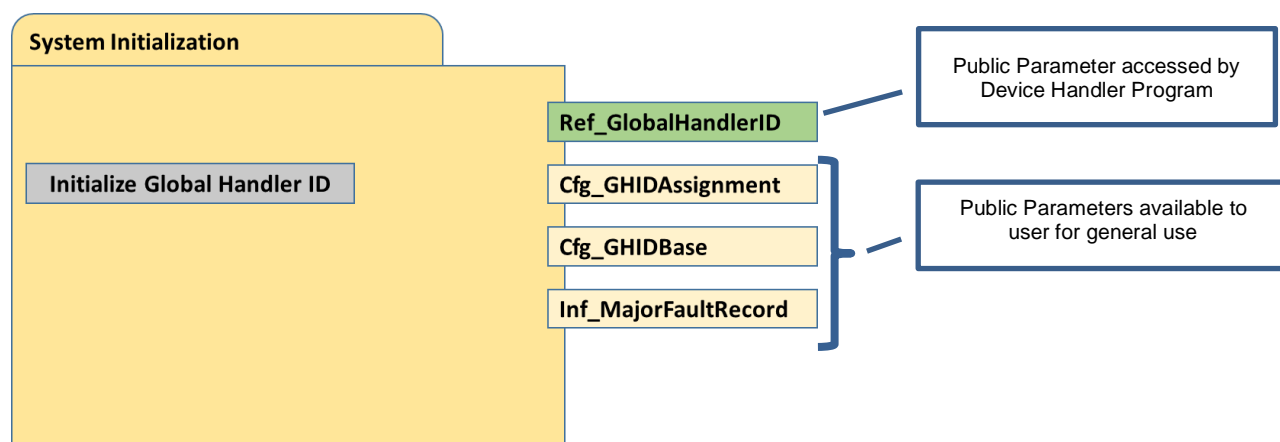 System Initialization
Public Parameter accessed by
Device Handler Program
Ref_GlobalHandlerID
Initialize Global Handler ID
Cfg_GHIDAssignment
Public Parameters available to
user for general use
Cfg_GHIDBase
Inf_MajorFaultRecord